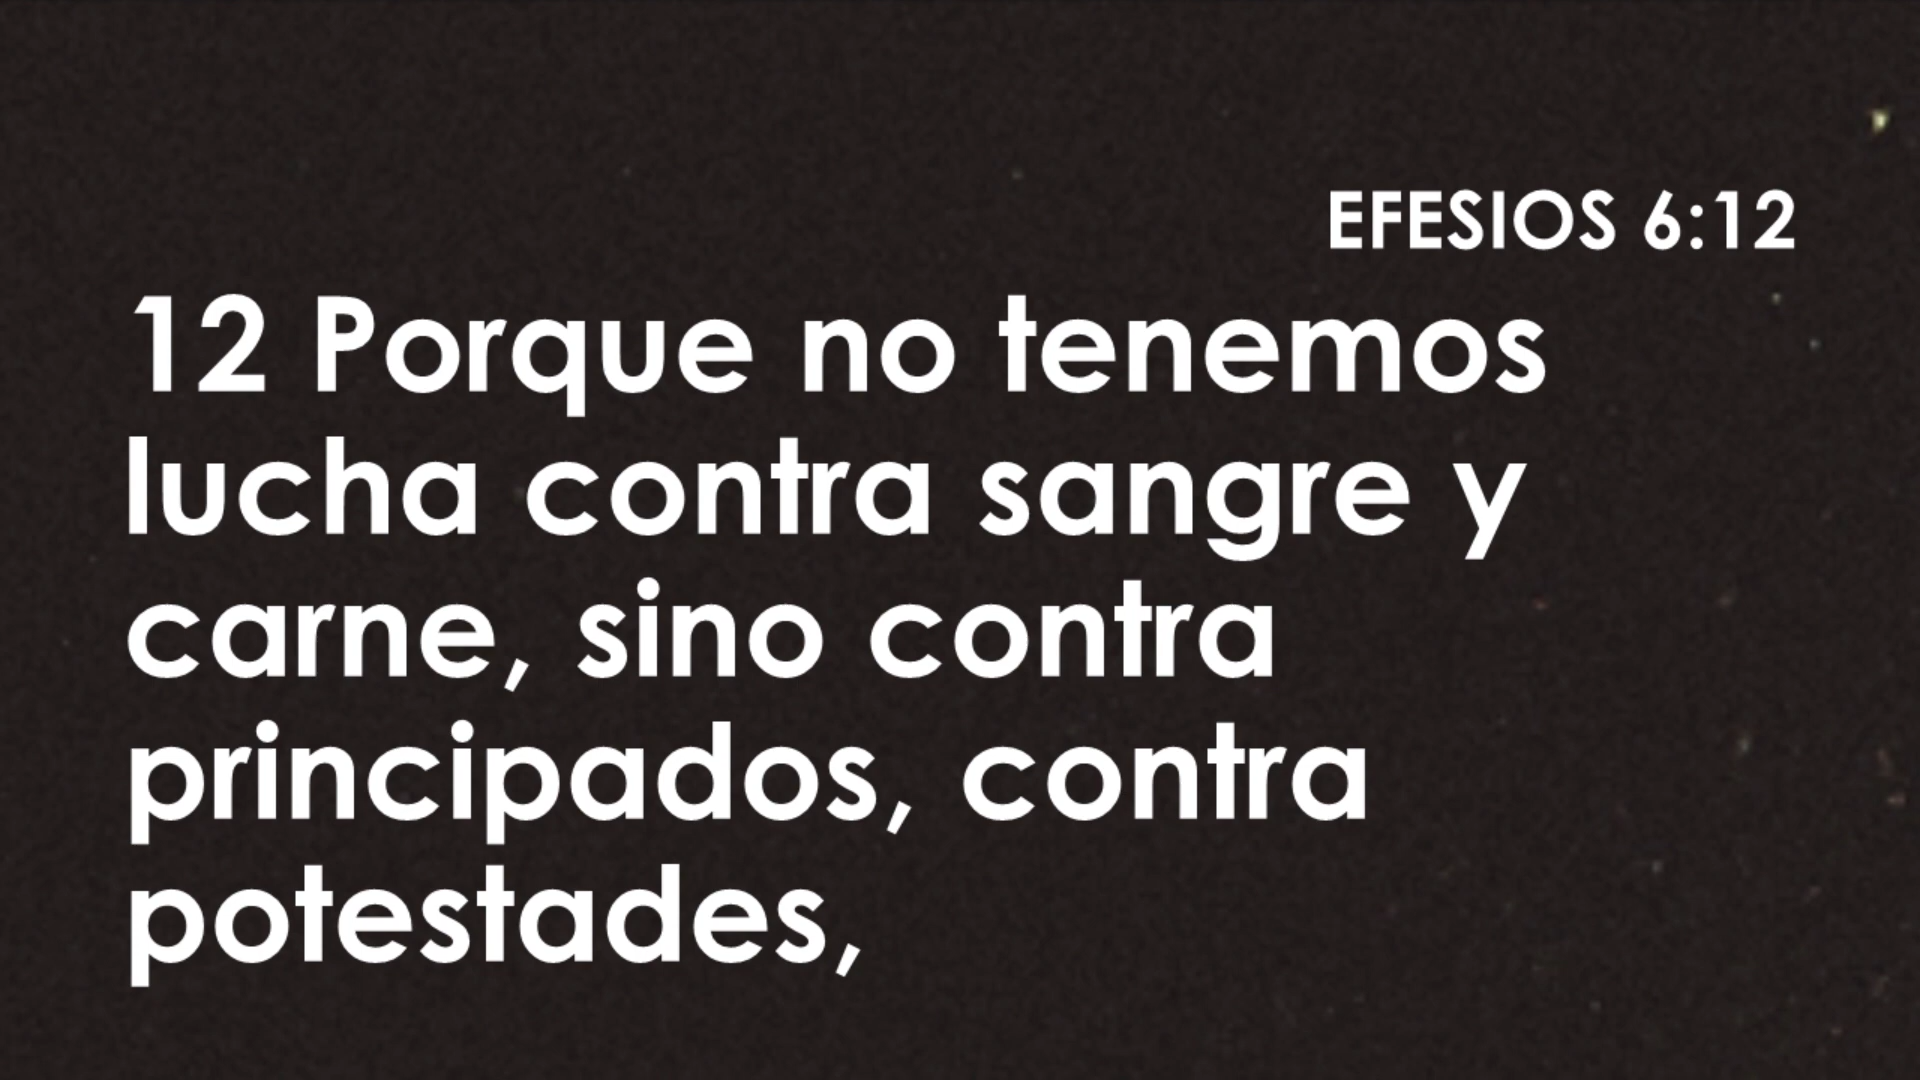 EFESIOS 6:12
12 Porque no tenemos
lucha contra sangre y
carne, sino contra
principados, contra
potestades,